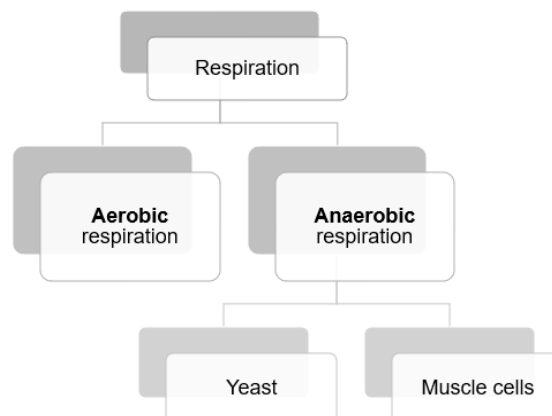 Respiration
Aerobic
respiration
Anaerobic
respiration
Yeast
Muscle cells